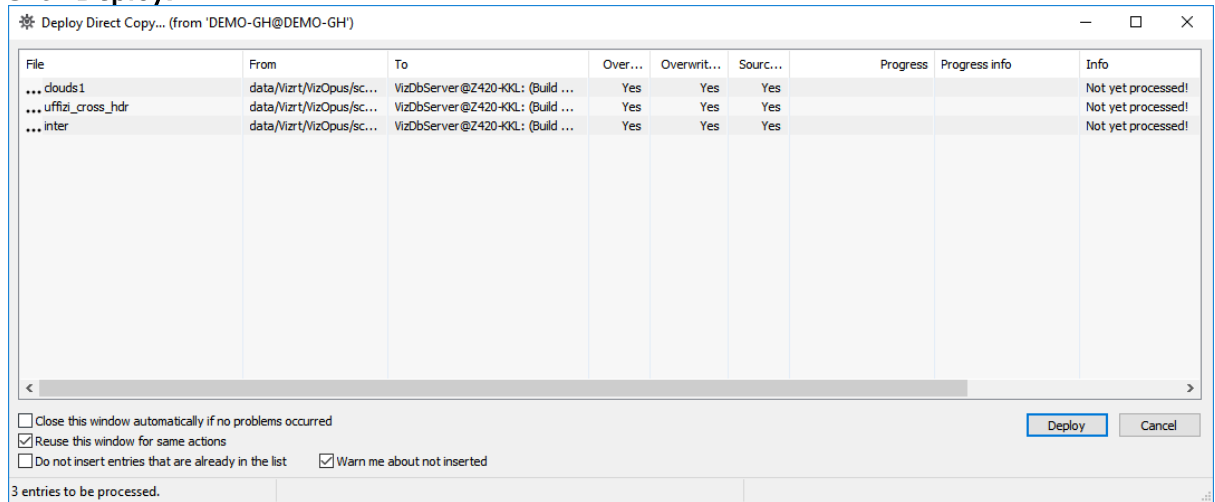 Deploy Direct Copy... (from 'DEMO-GH@DEMO-GH')
File From To Over... Overwrit... Sourc... Progress Progress info Info
... clouds1 data/Vizrt/VizOpus/sc... VizDbServer@Z420-KKL: (Build ... Yes Yes Yes Not yet processed!
... uffizi_cross_hdr data/Vizrt/VizOpus/sc... VizDbServer@Z420-KKL: (Build ... Yes Yes Yes Not yet processed!
... inter data/Vizrt/VizOpus/sc... VizDbServer@Z420-KKL: (Build ... Yes Yes Yes Not yet processed!
Close this window automatically if no problems occurred Deploy Cancel
Reuse this window for same actions
Do not insert entries that are already in the list Warn me about not inserted
3 entries to be processed.